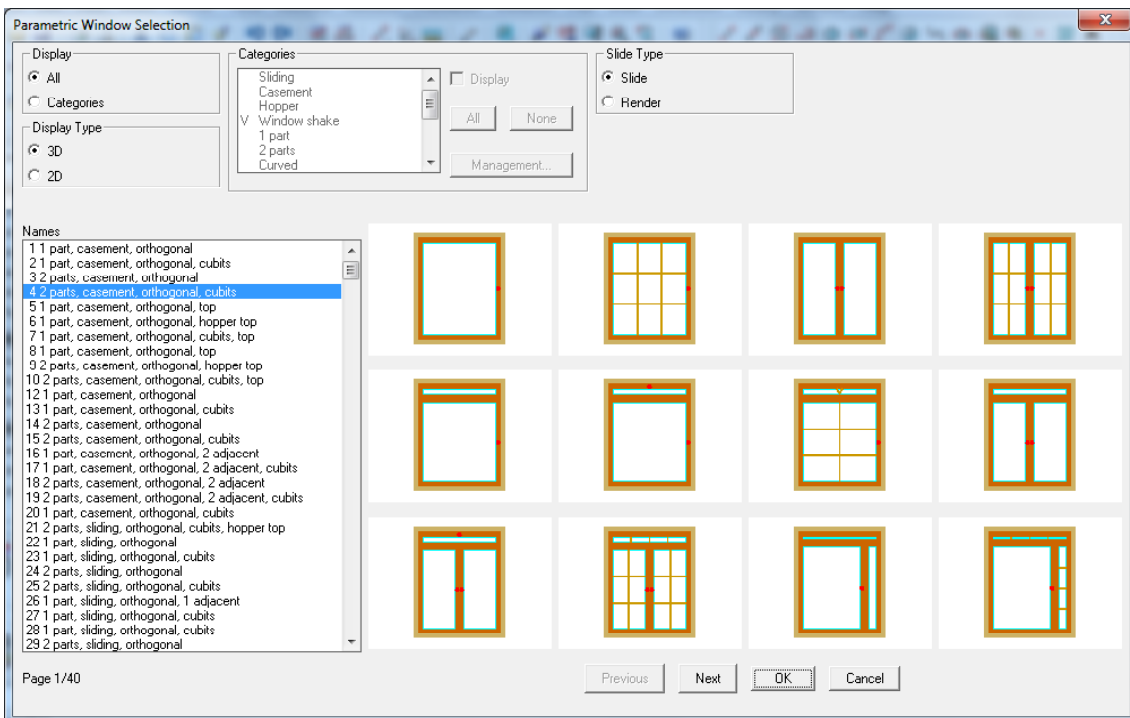 Parametric Window Selection
Display
All
Categories
Display Type
3D
2D
Categories
Sliding
Casement
Hopper
V Window shake
1 part
2 parts
Curved
Display
All
None
Management...
Slide Type
Slide
Render
Names
1 1 part, casement, orthogonal
2 1 part, casement, orthogonal, cubits
3 2 parts, casement, orthogonal
4 2 parts, casement, orthogonal, cubits
5 1 part, casement, orthogonal, top
6 1 part, casement, orthogonal, hopper top
7 1 part, casement, orthogonal, cubits, top
8 1 part, casement, orthogonal, top
9 2 parts, casement, orthogonal, hopper top
10 2 parts, casement, orthogonal, cubits, top
12 1 part, casement, orthogonal
13 1 part, casement, orthogonal, cubits
14 2 parts, casement, orthogonal
15 2 parts, casement, orthogonal, cubits
16 1 part, casement, orthogonal, 2 adjacent
17 1 part, casement, orthogonal, 2 adjacent, cubits
18 2 parts, casement, orthogonal, 2 adjacent
19 2 parts, casement, orthogonal, 2 adjacent, cubits
20 1 part, casement, orthogonal, cubits
21 2 parts, sliding, orthogonal, cubits, hopper top
22 1 part, sliding, orthogonal
23 1 part, sliding, orthogonal, cubits
24 2 parts, sliding, orthogonal
25 2 parts, sliding, orthogonal, cubits
26 1 part, sliding, orthogonal, 1 adjacent
27 1 part, sliding, orthogonal, cubits
28 1 part, sliding, orthogonal, cubits
29 2 parts, sliding, orthogonal
Page 1/40
Previous
Next
OK
Cancel